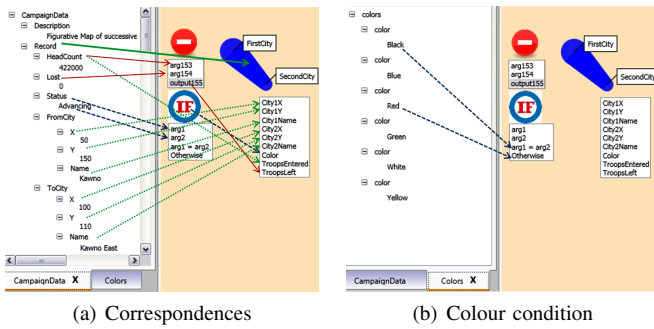 CampaignData
Description
Figurative Map of successive
Record
HeadCount
422000
Lost
0
Status
Advancing
FromCity
X
50
Y
150
Name
Kawno
ToCity
X
100
Y
110
Name
Kawno East
CampaignData X
Colors
FirstCity
SecondCity
arg153
arg154
output155
IF
arg1
arg2
arg1 = arg2
Otherwise
City1X
City1Y
City1Name
City2X
City2Y
City2Name
Color
TroopsEntered
TroopsLeft
(a) Correspondences
colors
color
Black
color
Blue
color
Red
color
Green
color
White
color
Yellow
CampaignData
Colors X
FirstCity
SecondCity
arg153
arg154
output155
IF
arg1
arg2
arg1 = arg2
Otherwise
City1X
City1Y
City1Name
City2X
City2Y
City2Name
Color
TroopsEntered
TroopsLeft
(b) Colour condition